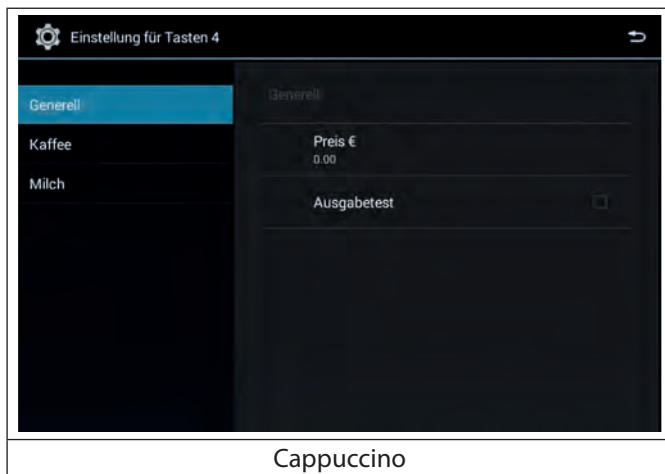 Einstellung für Tasten 4
Generell
Kaffee
Milch
Generell
Preis €
0.00
Ausgabetest
Cappuccino